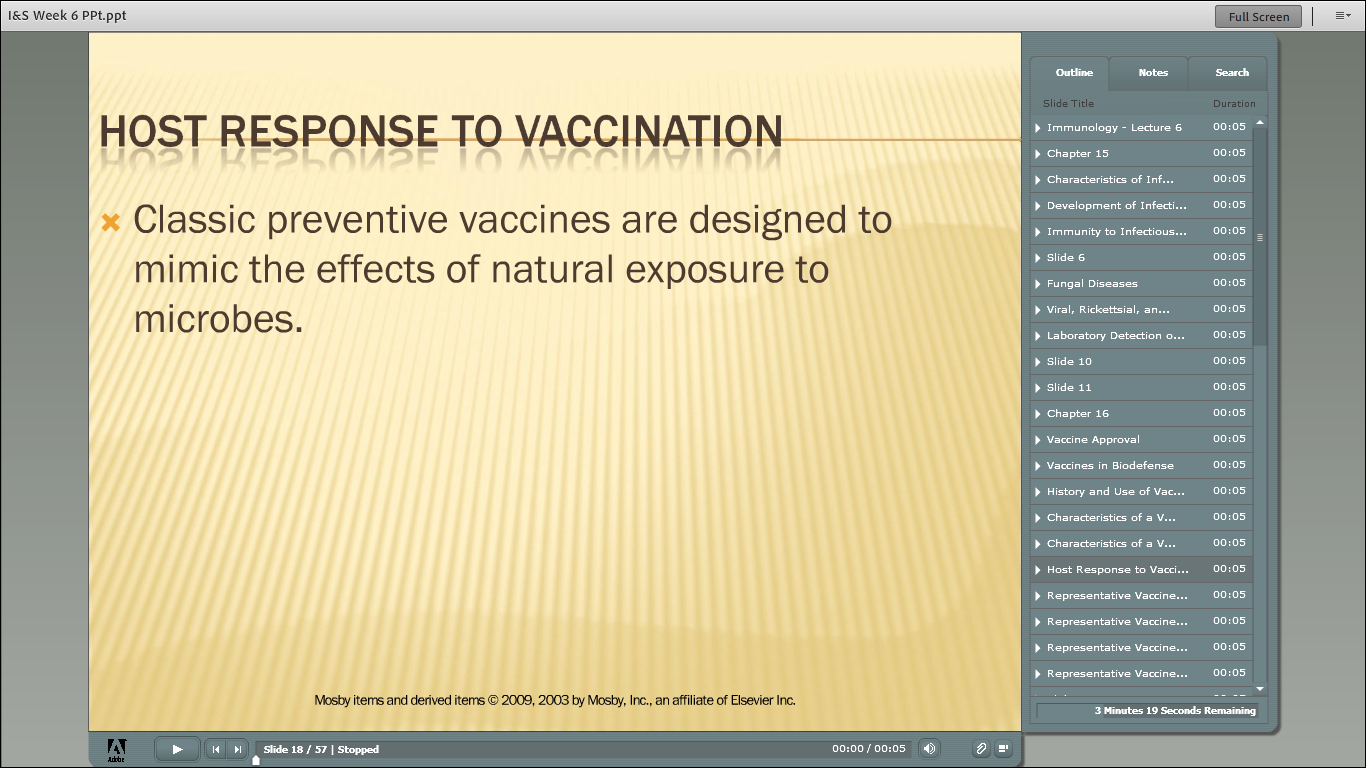 I&S Week 6 PPt.ppt
Full Screen
HOST RESPONSE TO VACCINATION
Classic preventive vaccines are designed to
mimic the effects of natural exposure to
microbes.
Mosby items and derived items © 2009, 2003 by Mosby, Inc., an affiliate of Elsevier Inc.
Outline Notes Search
Slide Title Duration
Immunology - Lecture 6 00:05
Chapter 15 00:05
Characteristics of Inf... 00:05
Development of Infecti... 00:05
Immunity to Infectious... 00:05
Slide 6 00:05
Fungal Diseases 00:05
Viral, Rickettsial, an... 00:05
Laboratory Detection o... 00:05
Slide 10 00:05
Slide 11 00:05
Chapter 16 00:05
Vaccine Approval 00:05
Vaccines in Biodefense 00:05
History and Use of Vac... 00:05
Characteristics of a V... 00:05
Characteristics of a V... 00:05
Host Response to Vacci... 00:05
Representative Vaccine... 00:05
Representative Vaccine... 00:05
Representative Vaccine... 00:05
Representative Vaccine... 00:05
3 Minutes 19 Seconds Remaining
Adobe
Slide 18 / 57 | Stopped 00:00 / 00:05